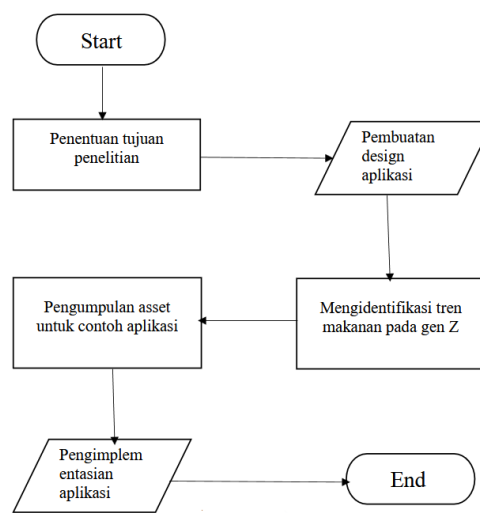 Start
Penentuan tujuan
penelitian
Pembuatan
design
aplikasi
Pengumpulan asset
untuk contoh aplikasi
Mengidentifikasi tren
makanan pada gen Z
Pengimplem
entasian
aplikasi
End